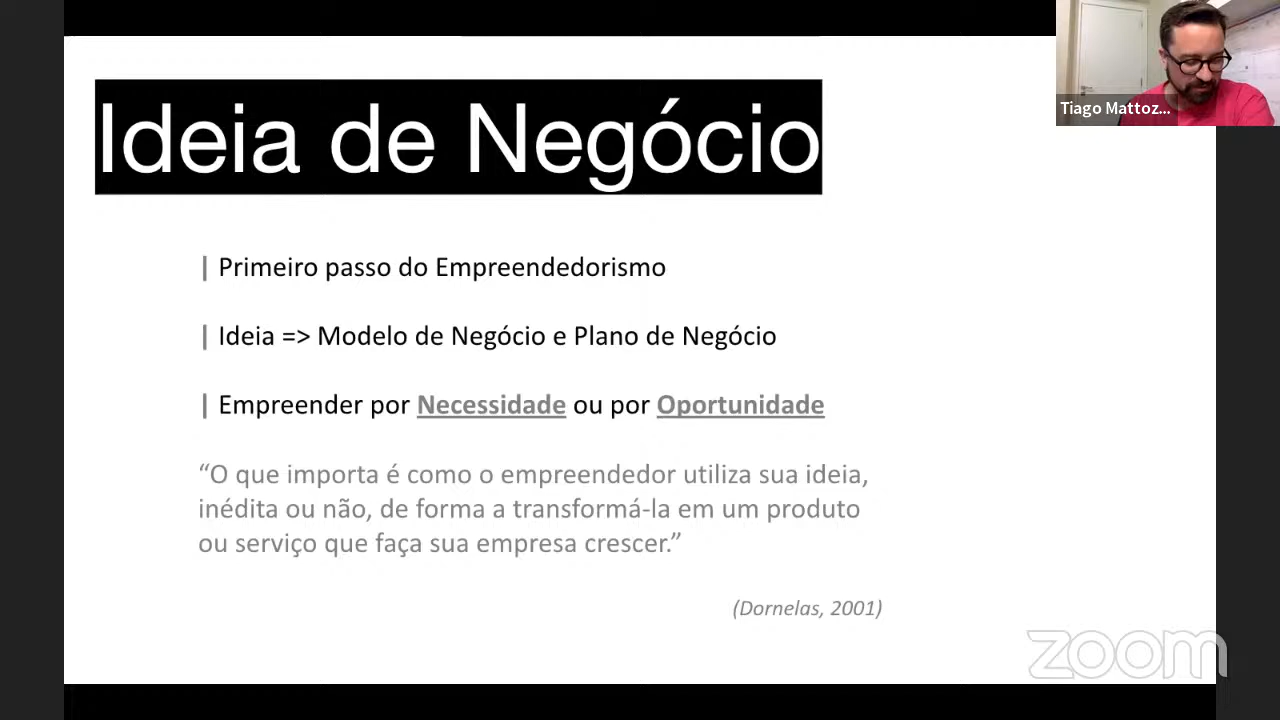 Ideia de Negócio
Tiago Mattoz...
| Primeiro passo do Empreendedorismo
| Ideia => Modelo de Negócio e Plano de Negócio
| Empreender por Necessidade ou por Oportunidade
“O que importa é como o empreendedor utiliza sua ideia,
inédita ou não, de forma a transformá-la em um produto
ou serviço que faça sua empresa crescer.”
(Dornelas, 2001)
zoom